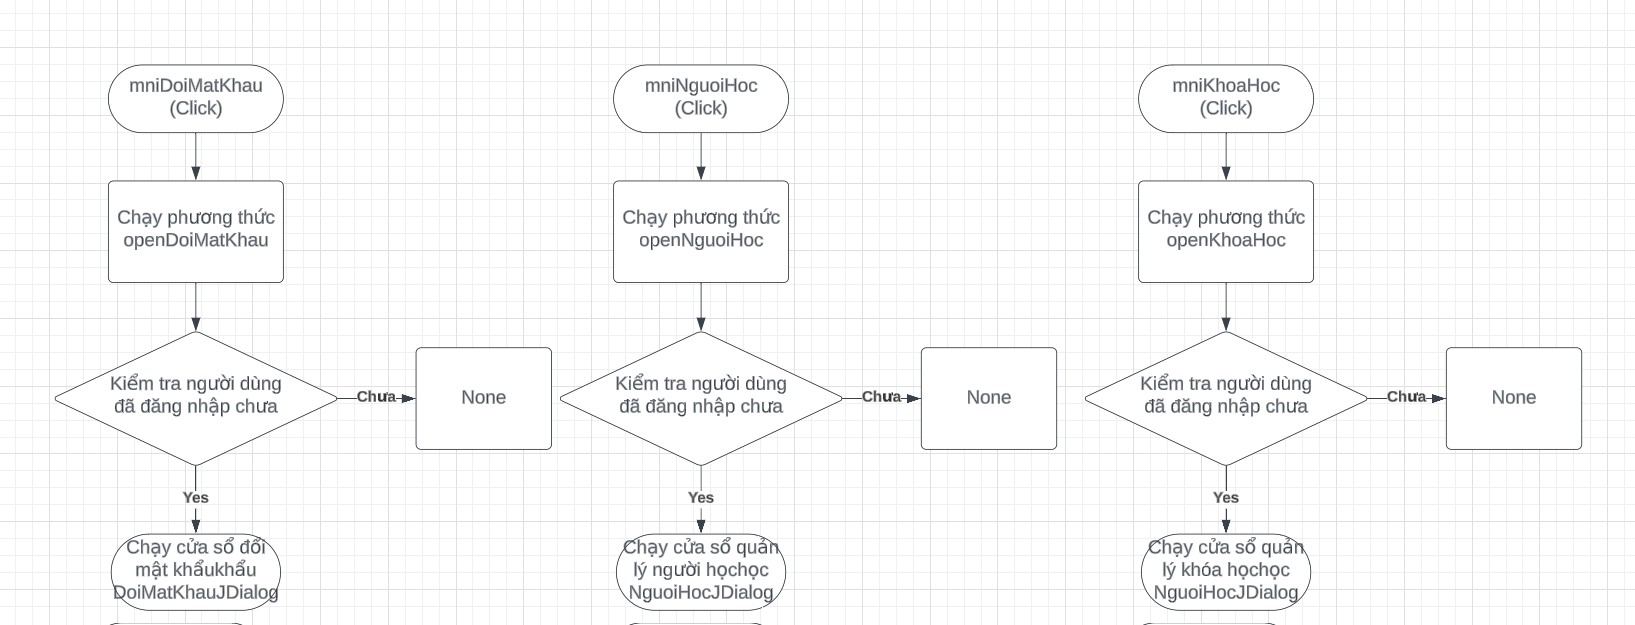 mniDoiMatKhau
(Click)
Chạy phương thức
openDoiMatKhau
Kiểm tra người dùng
đã đăng nhập chưa
Chưa
None
Yes
Chạy cửa sổ đổi
mật khẩukhẩu
DoiMatKhauJDialog
mniNguoiHoc
(Click)
Chạy phương thức
openNguoiHoc
Kiểm tra người dùng
đã đăng nhập chưa
Chưa
None
Yes
Chạy cửa sổ quản
lý người họchọc
NguoiHocJDialog
mniKhoaHoc
(Click)
Chạy phương thức
openKhoaHoc
Kiểm tra người dùng
đã đăng nhập chưa
Chưa
None
Yes
Chạy cửa sổ quản
lý khóa họchọc
NguoiHocJDialog